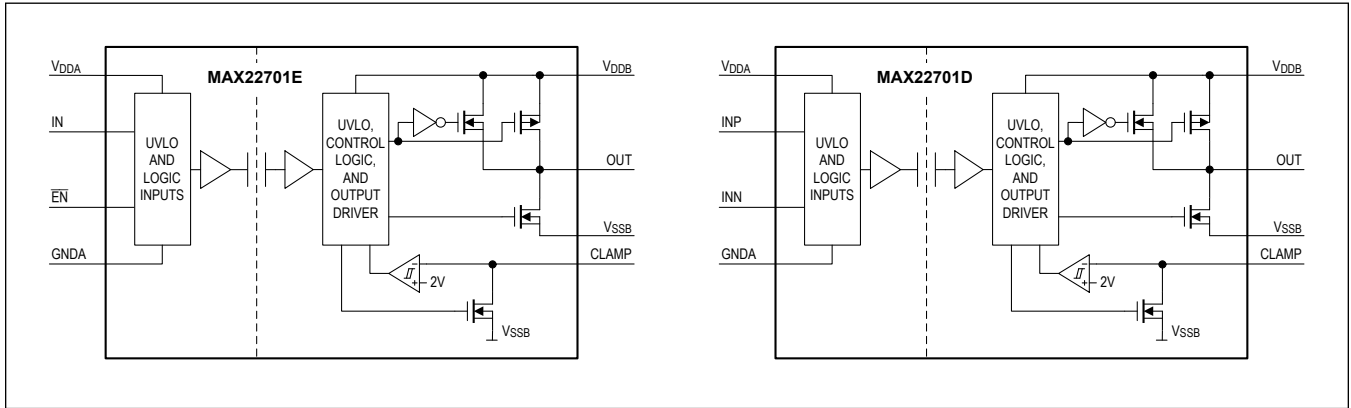 MAX22701E
VDDA
IN
EN
GNDA
UVLO
AND
LOGIC
INPUTS
UVLO,
CONTROL
LOGIC,
AND
OUTPUT
DRIVER
VDDB
OUT
VSSB
CLAMP
2V
VSSB
MAX22701D
VDDA
INP
INN
GNDA
UVLO
AND
LOGIC
INPUTS
UVLO,
CONTROL
LOGIC,
AND
OUTPUT
DRIVER
VDDB
OUT
VSSB
CLAMP
2V
VSSB